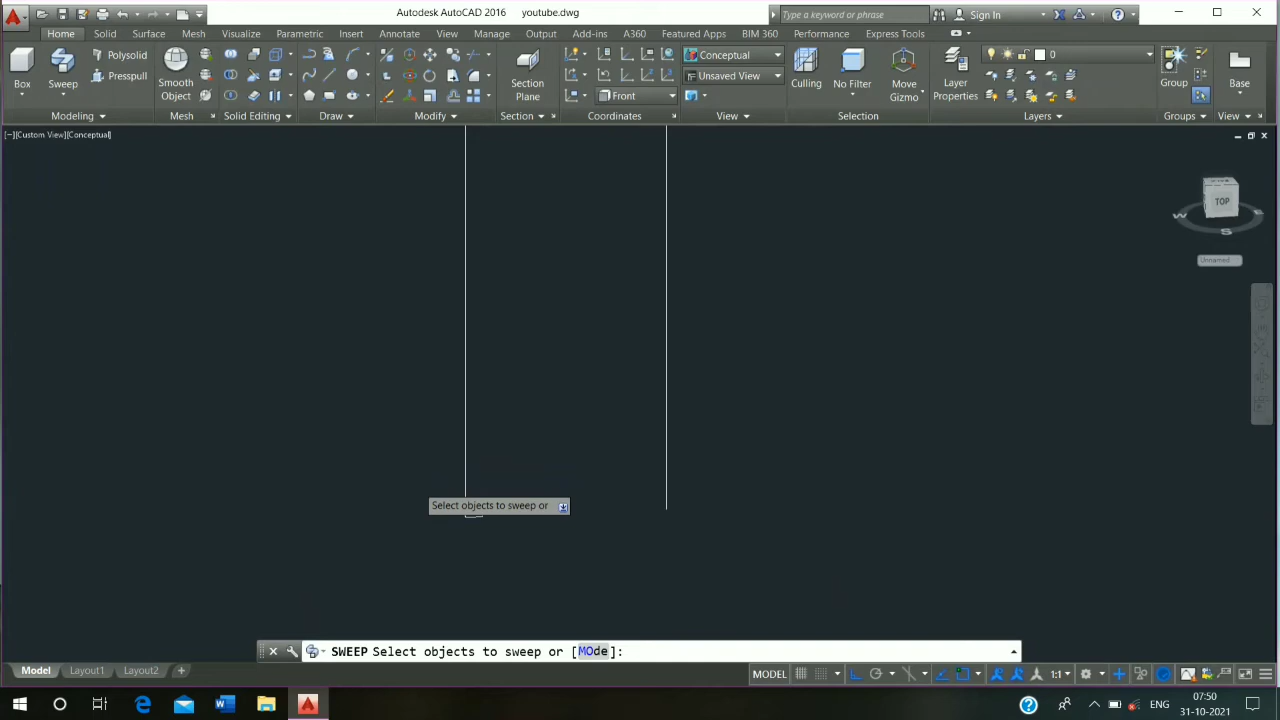 Autodesk AutoCAD 2016 youtube.dwg
Type a keyword or phrase
Sign In
Home Solid Surface Mesh Visualize Parametric Insert Annotate View Manage Output Add-ins A360 Featured Apps BIM 360 Performance Express Tools
Box
Sweep
Polysolid
Presspull
Smooth
Object
Section
Plane
Front
Conceptual
Unsaved View
Culling
No Filter
Move
Gizmo
Layer
Properties
0
Group
Base
Modeling Mesh Solid Editing Draw Modify Section Coordinates View Selection Layers Groups View
[−][Custom View][Conceptual]
TOP
W
S
E
Unnamed
Select objects to sweep or
SWEEP Select objects to sweep or [MOde]:
Model Layout1 Layout2 +
MODEL
1:1
ENG
07:50
31-10-2021